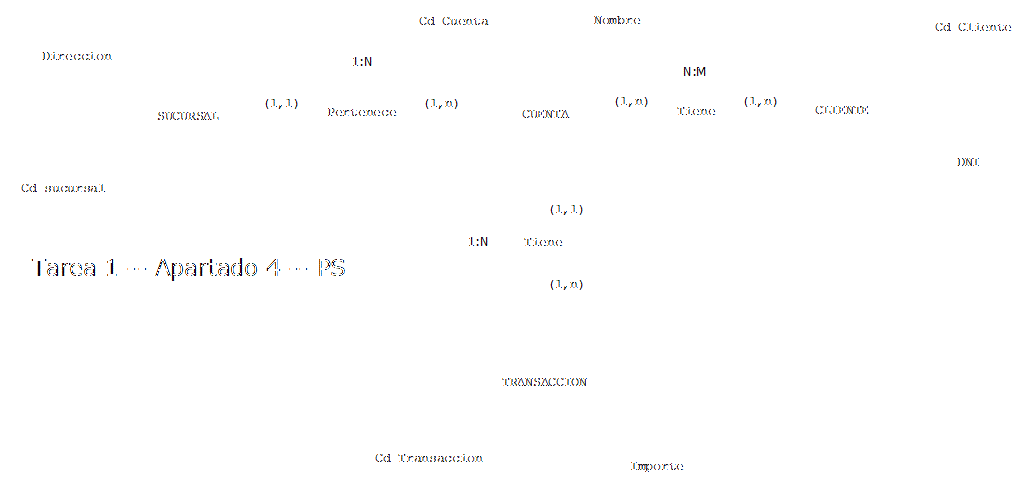 Cd Cuenta
Nombre
Cd Cliente
Direccion
1:N
N:M
SUCURSAL
(1,1)
Pertenece
(1,n)
CUENTA
(1,n)
Tiene
(1,n)
CLIENTE
DNI
Cd sucursal
(1,1)
1:N
Tiene
Tarea 1 -- Apartado 4 -- PS
(1,n)
TRANSACCION
Cd Transaccion
Importe